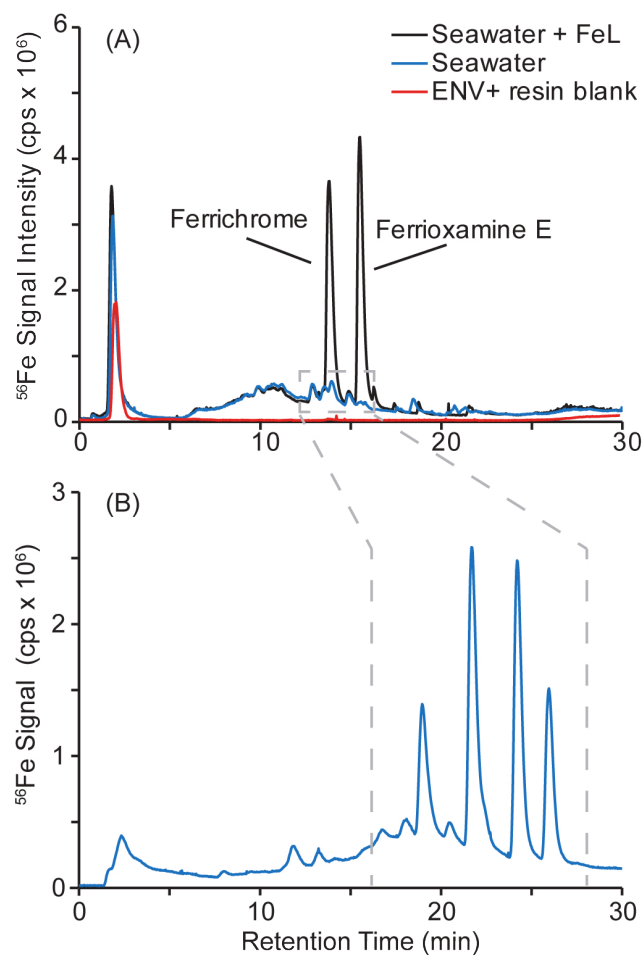 (A)
Seawater + FeL
Seawater
ENV+ resin blank
Ferrichrome
Ferrioxamine E
⁵⁶Fe Signal Intensity (cps x 10⁶)
6
4
2
0
0 10 20 30
(B)
⁵⁶Fe Signal (cps x 10⁶)
3
2
1
0
0 10 20 30
Retention Time (min)